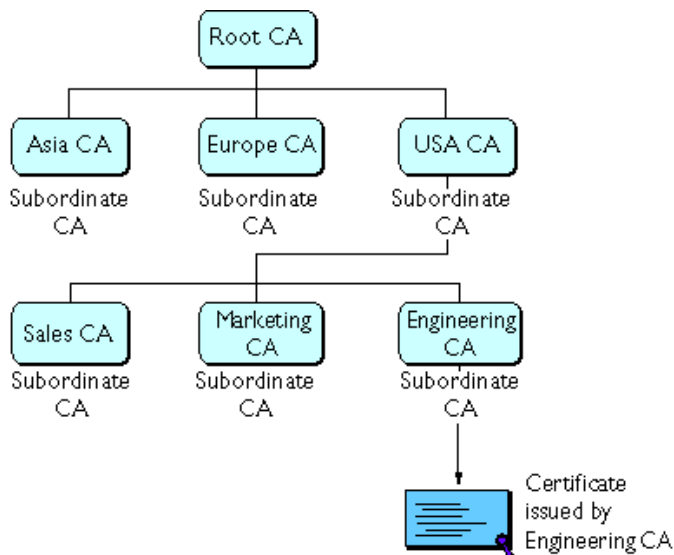 Root CA
Asia CA
Europe CA
USA CA
Subordinate
CA
Subordinate
CA
Subordinate
CA
Sales CA
Marketing
CA
Engineering
CA
Subordinate
CA
Subordinate
CA
Subordinate
CA
Certificate
issued by
Engineering CA